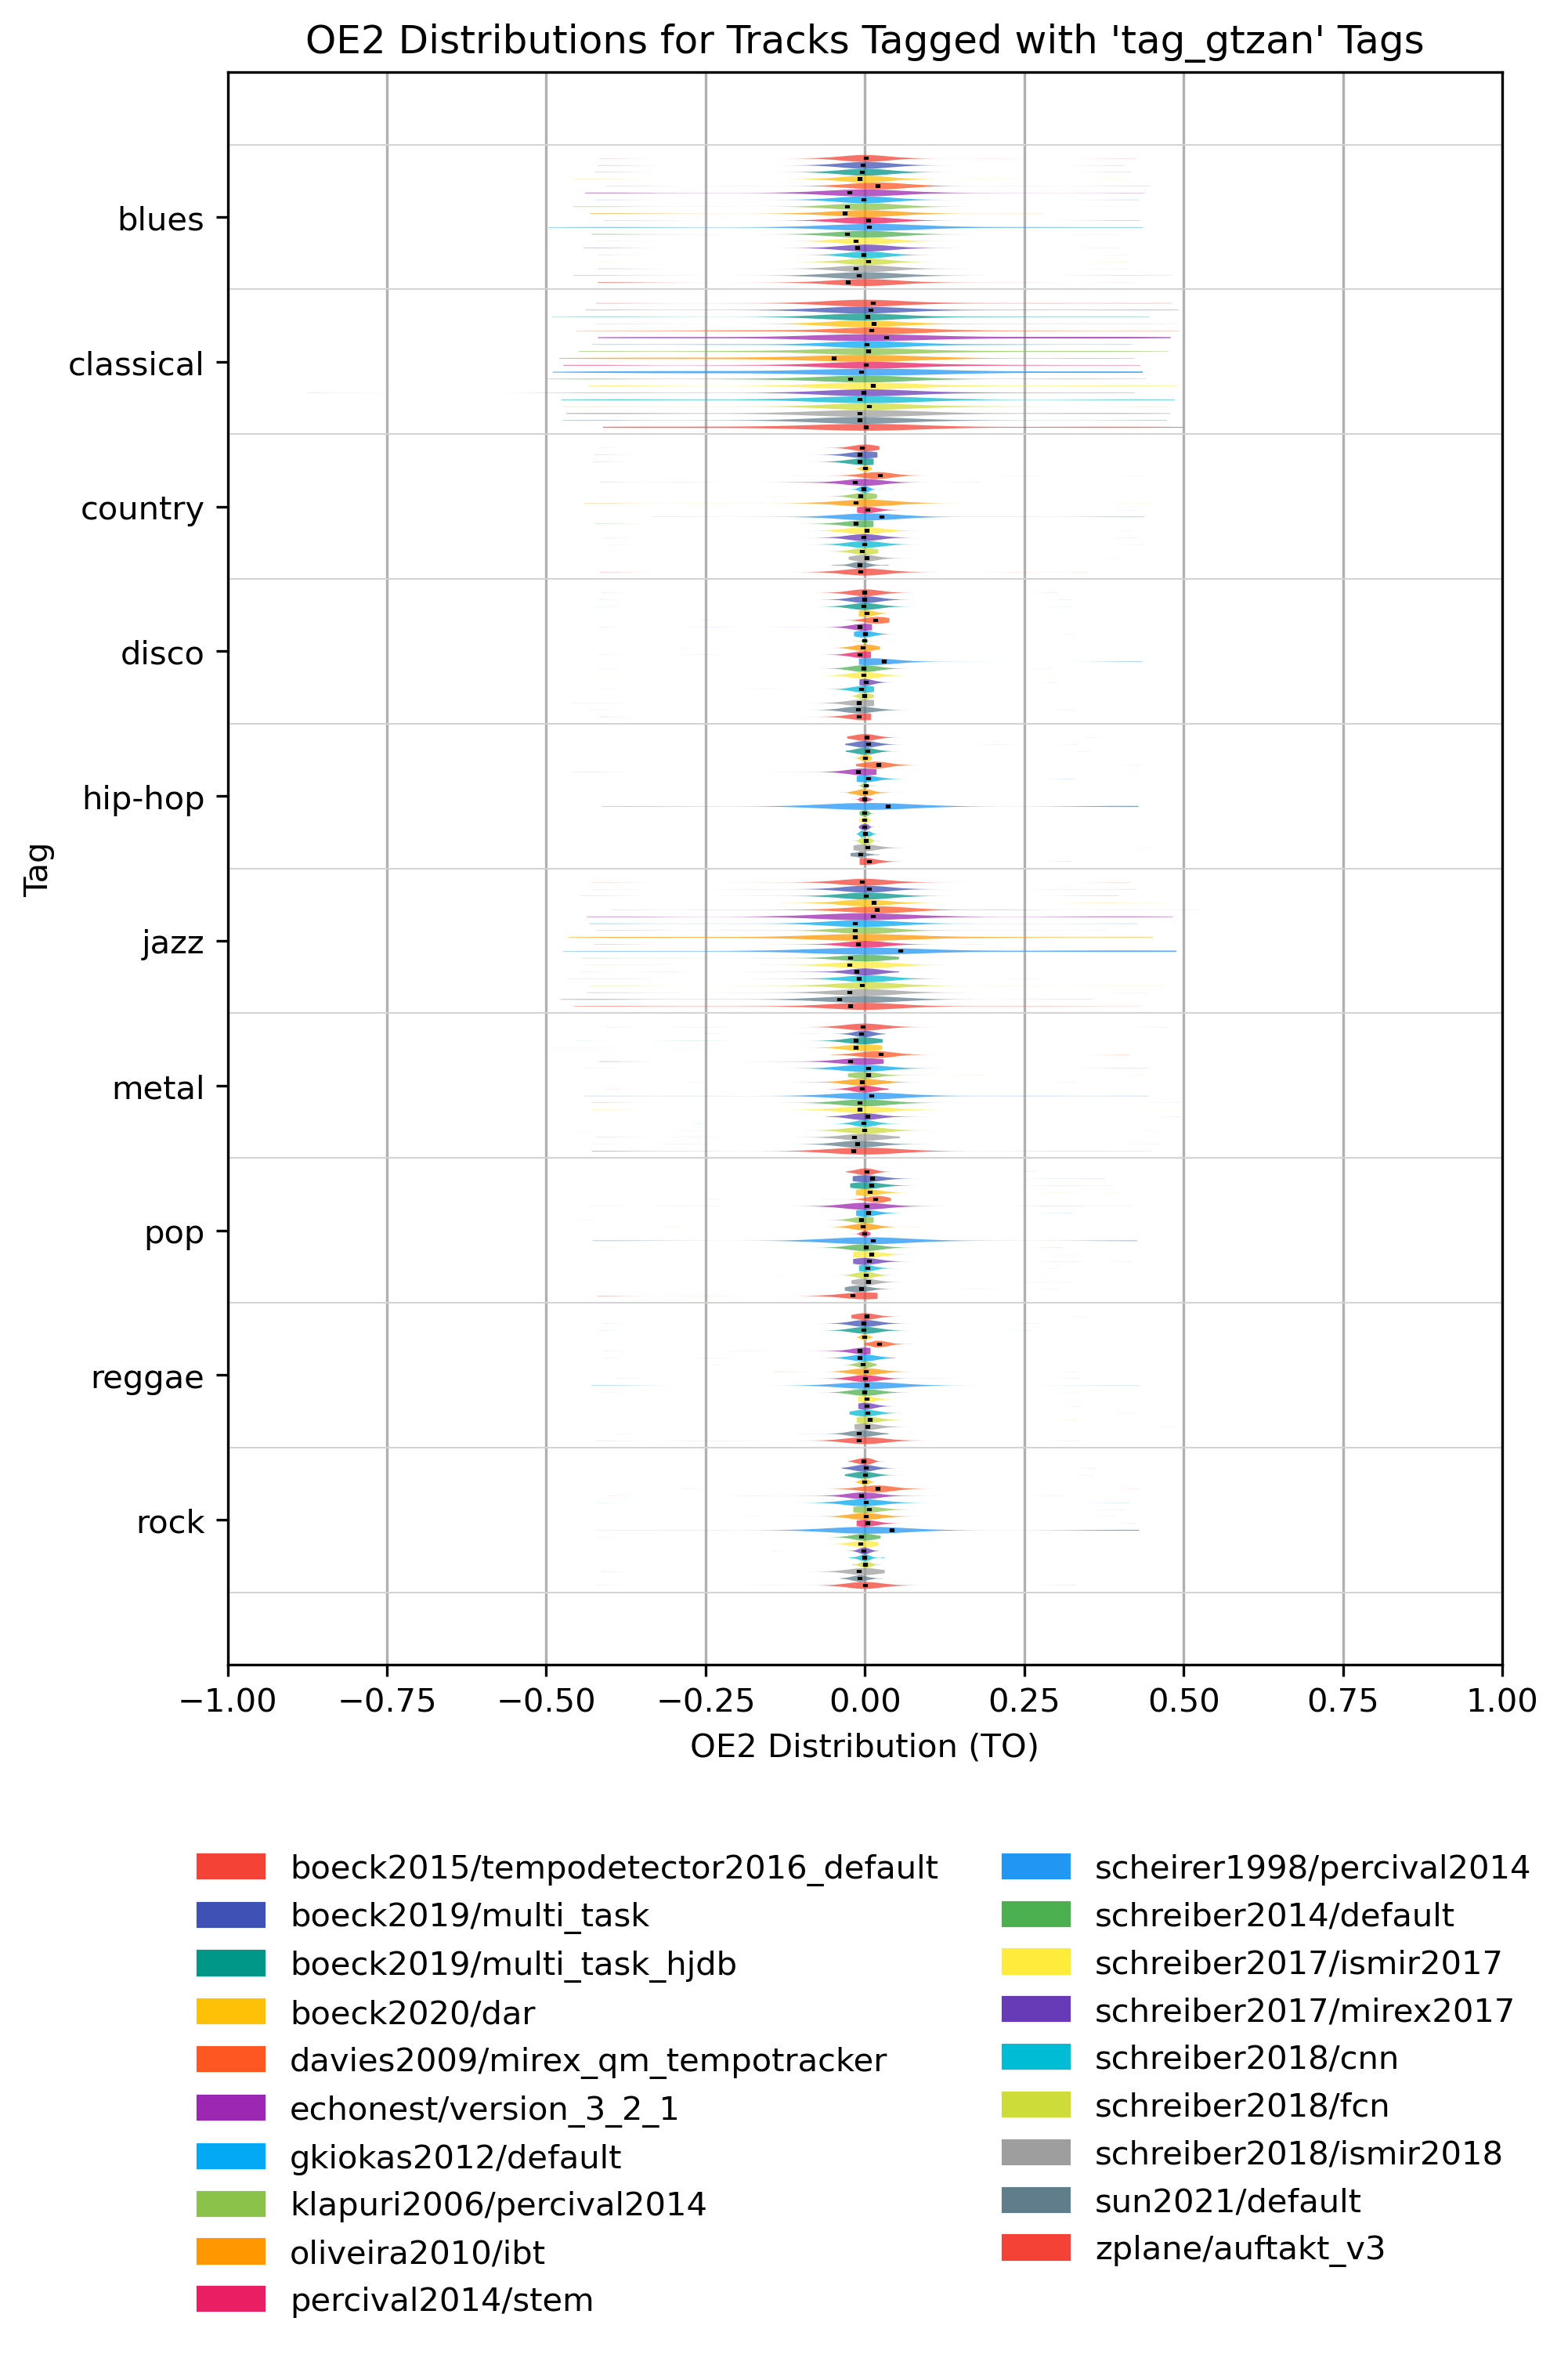 OE2 Distributions for Tracks Tagged with 'tag_gtzan' Tags
Tag
blues
classical
country
disco
hip-hop
jazz
metal
pop
reggae
rock
−1.00 −0.75 −0.50 −0.25 0.00 0.25 0.50 0.75 1.00
OE2 Distribution (TO)
boeck2015/tempodetector2016_default
boeck2019/multi_task
boeck2019/multi_task_hjdb
boeck2020/dar
davies2009/mirex_qm_tempotracker
echonest/version_3_2_1
gkiokas2012/default
klapuri2006/percival2014
oliveira2010/ibt
percival2014/stem
scheirer1998/percival2014
schreiber2014/default
schreiber2017/ismir2017
schreiber2017/mirex2017
schreiber2018/cnn
schreiber2018/fcn
schreiber2018/ismir2018
sun2021/default
zplane/auftakt_v3